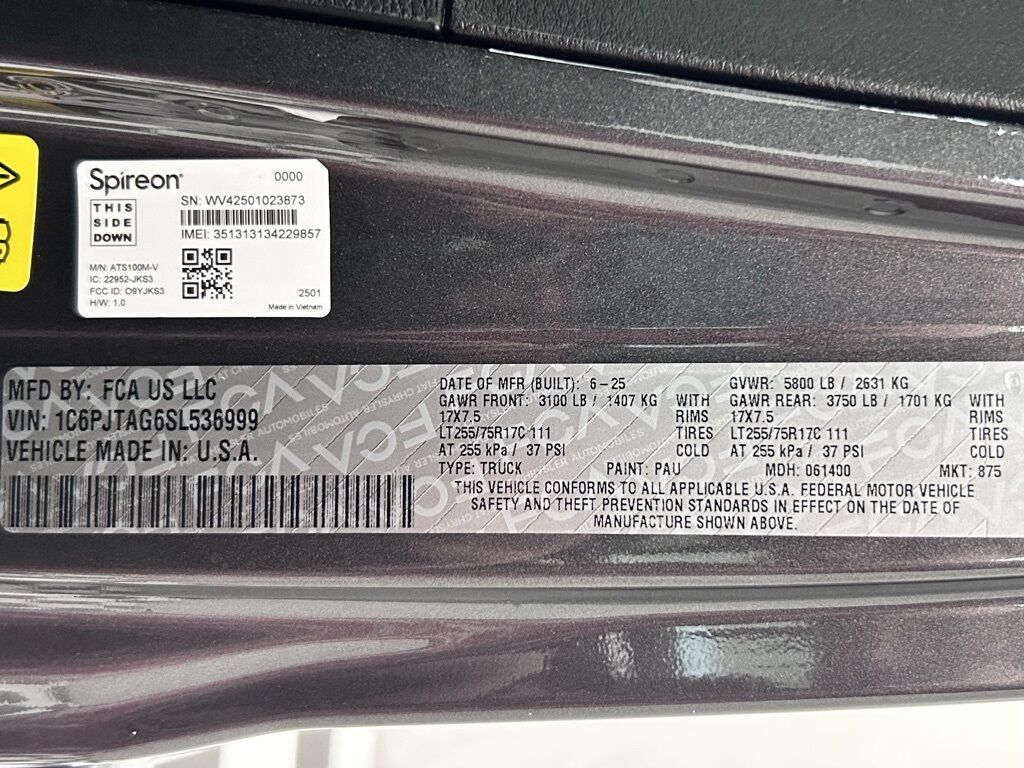 Spireon 0000
SN: WV42501023873
THIS
SIDE
DOWN
IMEI: 351313134229857
M/N: ATS100M-V
IC: 22952-JKS3
FCC ID: O9YJKS3
H/W: 1.0
2501
Made in Vietnam
MFD BY: FCA US LLC
VIN: 1C6PJTAG6SL536999
VEHICLE MADE IN: U.S.A.
DATE OF MFR (BUILT): 6-25 GVWR: 5800 LB / 2631 KG
GAWR FRONT: 3100 LB / 1407 KG WITH GAWR REAR: 3750 LB / 1701 KG WITH
17X7.5 RIMS 17X7.5 RIMS
LT255/75R17C 111 TIRES LT255/75R17C 111 TIRES
AT 255 kPa / 37 PSI COLD AT 255 kPa / 37 PSI COLD
TYPE: TRUCK PAINT: PAU MDH: 061400 MKT: 875
THIS VEHICLE CONFORMS TO ALL APPLICABLE U.S.A. FEDERAL MOTOR VEHICLE
SAFETY AND THEFT PREVENTION STANDARDS IN EFFECT ON THE DATE OF
MANUFACTURE SHOWN ABOVE.